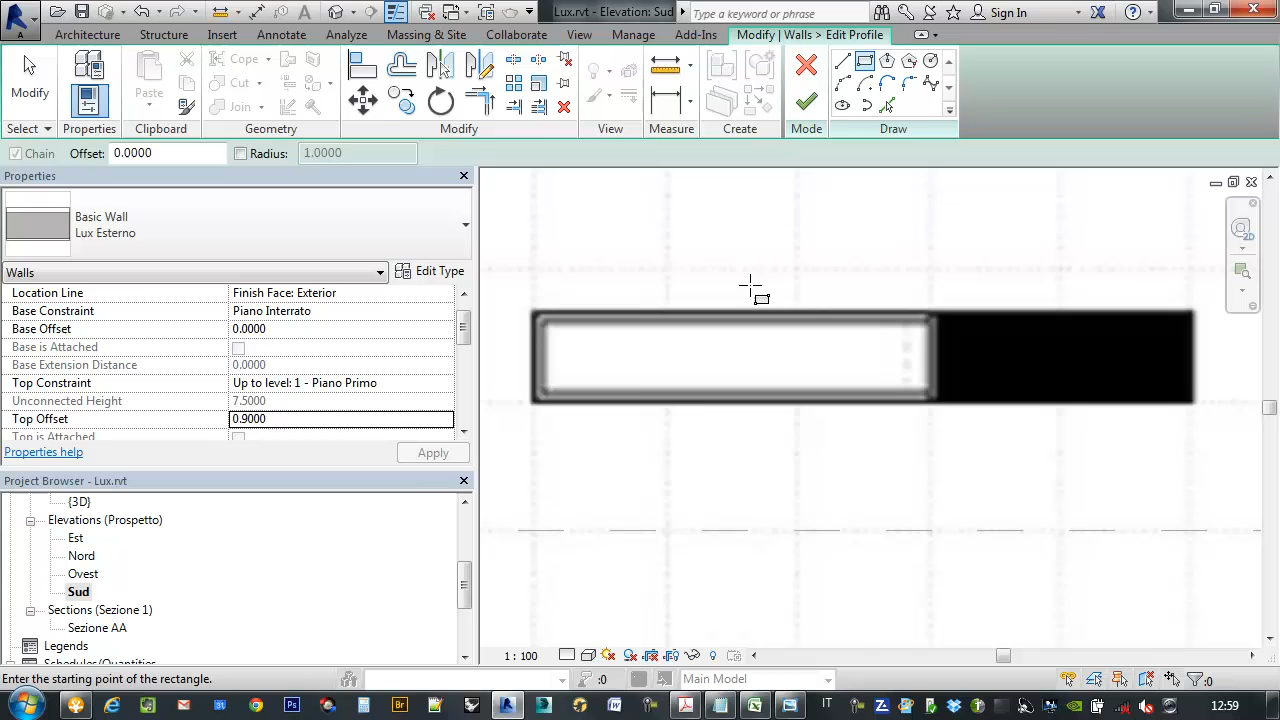 Lux.rvt - Elevation: Sud
Type a keyword or phrase
Sign In
Architecture
Structure
Insert
Annotate
Analyze
Massing & Site
Collaborate
View
Manage
Add-Ins
Modify | Walls > Edit Profile
Modify
Paste
Cope
Cut
Join
Select
Properties
Clipboard
Geometry
Modify
View
Measure
Create
Mode
Draw
Chain
Offset:
0.0000
Radius:
1.0000
Properties
Basic Wall
Lux Esterno
Walls
Edit Type
Location Line
Finish Face: Exterior
Base Constraint
Piano Interrato
Base Offset
0.0000
Base is Attached
Base Extension Distance
0.0000
Top Constraint
Up to level: 1 - Piano Primo
Unconnected Height
7.5000
Top Offset
0.9000
Top is Attached
Properties help
Apply
Project Browser - Lux.rvt
{3D}
Elevations (Prospetto)
Est
Nord
Ovest
Sud
Sections (Sezione 1)
Sezione AA
Legends
Schedules/Quantities
2D
1 : 100
Enter the starting point of the rectangle.
:0
Main Model
:0
Ps
Br
IT
12:59